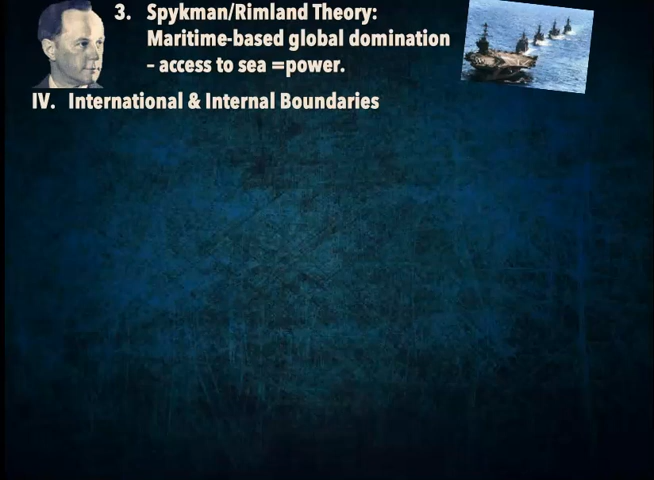 3. Spykman/Rimland Theory:
Maritime-based global domination
– access to sea =power.
IV. International & Internal Boundaries